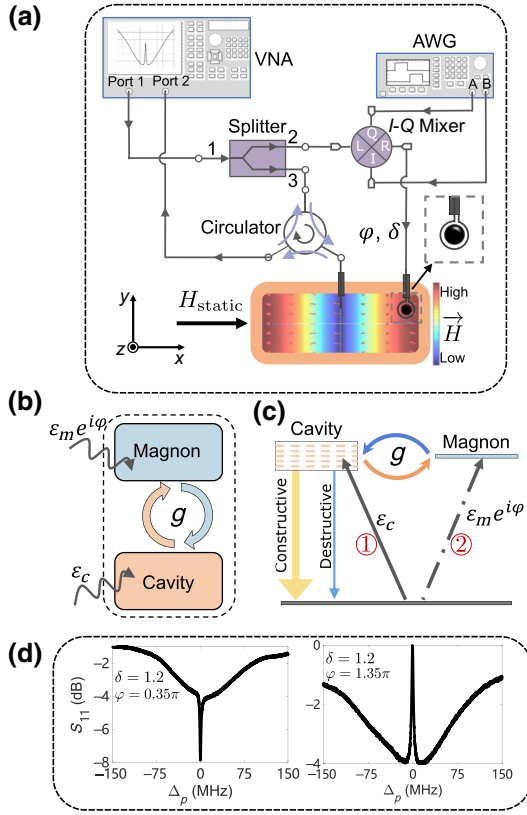 (a)
VNA
AWG
Port 1 Port 2
A B
Splitter
I-Q Mixer
1 2
3
Q
L R
I
Circulator
φ, δ
H_static
y
z x
High
H
Low
(b)
ε_m e^{iφ}
Magnon
g
ε_c
Cavity
(c)
Cavity
Magnon
g
Constructive
Destructive
①
ε_c
②
ε_m e^{iφ}
(d)
S_11 (dB)
−2
−4
−6
−8
δ = 1.2
φ = 0.35π
−150 −75 0 75 150
Δ_p (MHz)
0
−2
−4
δ = 1.2
φ = 1.35π
−150 −75 0 75 150
Δ_p (MHz)